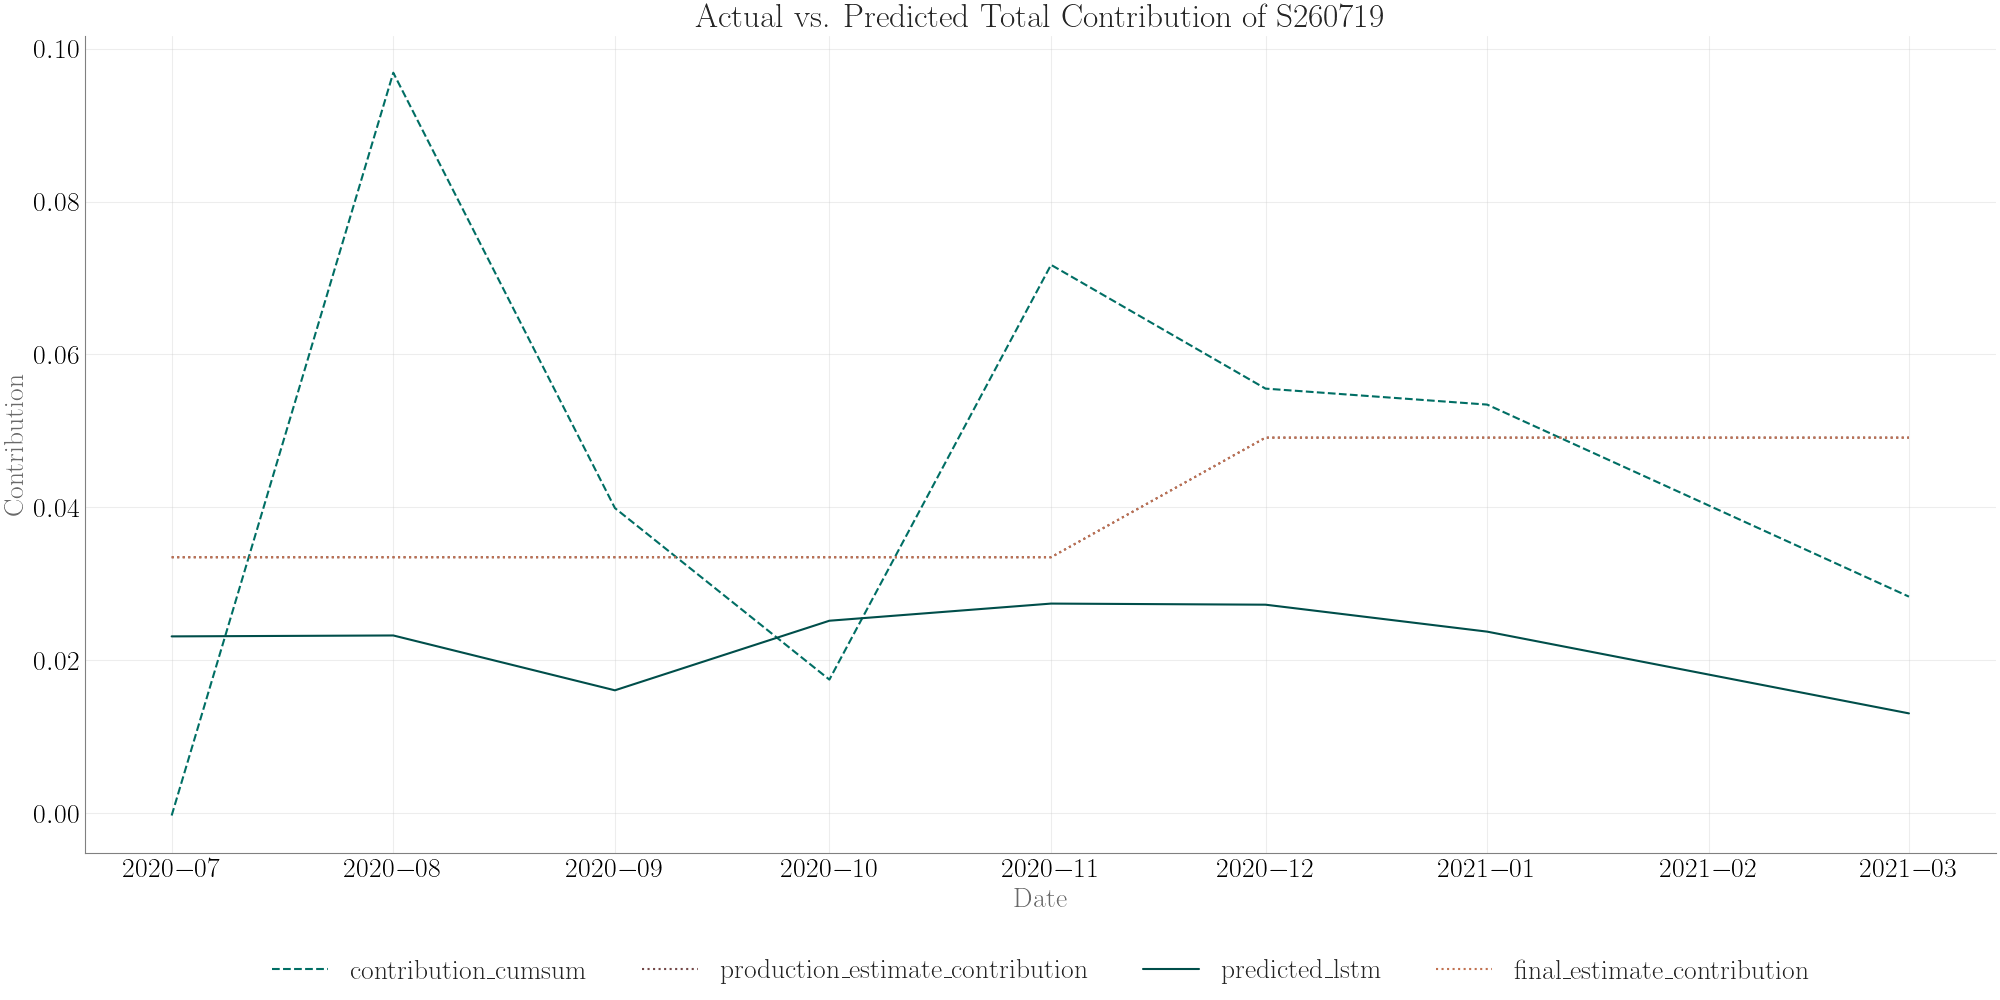 Actual vs. Predicted Total Contribution of S260719
0.10
0.08
0.06
0.04
0.02
0.00
Contribution
2020−07 2020−08 2020−09 2020−10 2020−11 2020−12 2021−01 2021−02 2021−03
Date
contribution_cumsum production_estimate_contribution predicted_lstm final_estimate_contribution